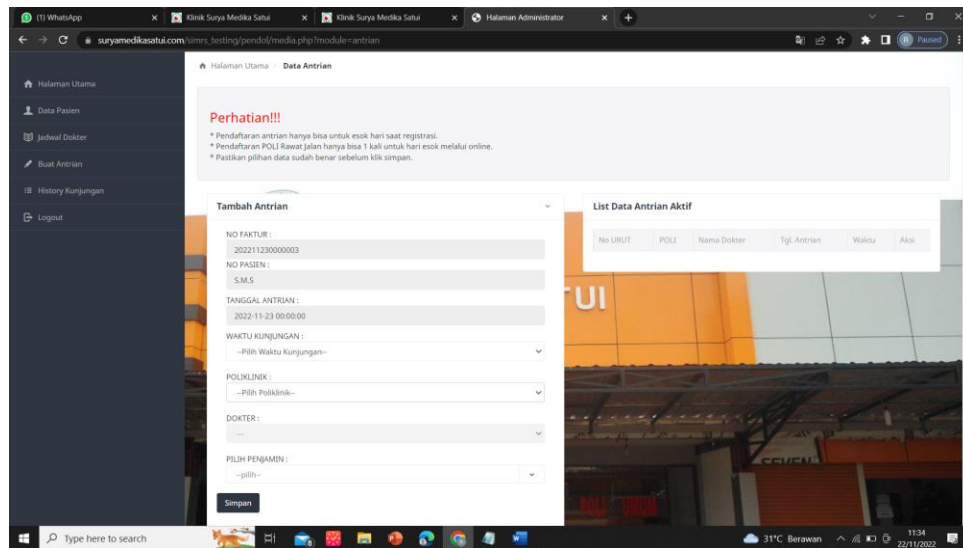 (1) WhatsApp
Klinik Surya Medika Satui
Klinik Surya Medika Satui
Halaman Administrator
suryamedikasatui.com/simrs_testing/pendol/media.php?module=antrian
Paused
Halaman Utama / Data Antrian
Halaman Utama
Data Pasien
Jadwal Dokter
Buat Antrian
History Kunjungan
Logout
Perhatian!!!
* Pendaftaran antrian hanya bisa untuk esok hari saat registrasi.
* Pendaftaran POLI Rawat Jalan hanya bisa 1 kali untuk hari esok melalui online.
* Pastikan pilihan data sudah benar sebelum klik simpan.
Tambah Antrian
NO FAKTUR :
202211230000003
NO PASIEN :
S.M.S
TANGGAL ANTRIAN :
2022-11-23 00:00:00
WAKTU KUNJUNGAN :
--Pilih Waktu Kunjungan--
POLIKLINIK :
--Pilih Poliklinik--
DOKTER :
---
PILIH PENJAMIN :
--pilih--
Simpan
List Data Antrian Aktif
No URUT POLI Nama Dokter Tgl. Antrian Waktu Aksi
TUI
SEVEN
POLI UMUM
Type here to search
31°C Berawan
11:34
22/11/2022